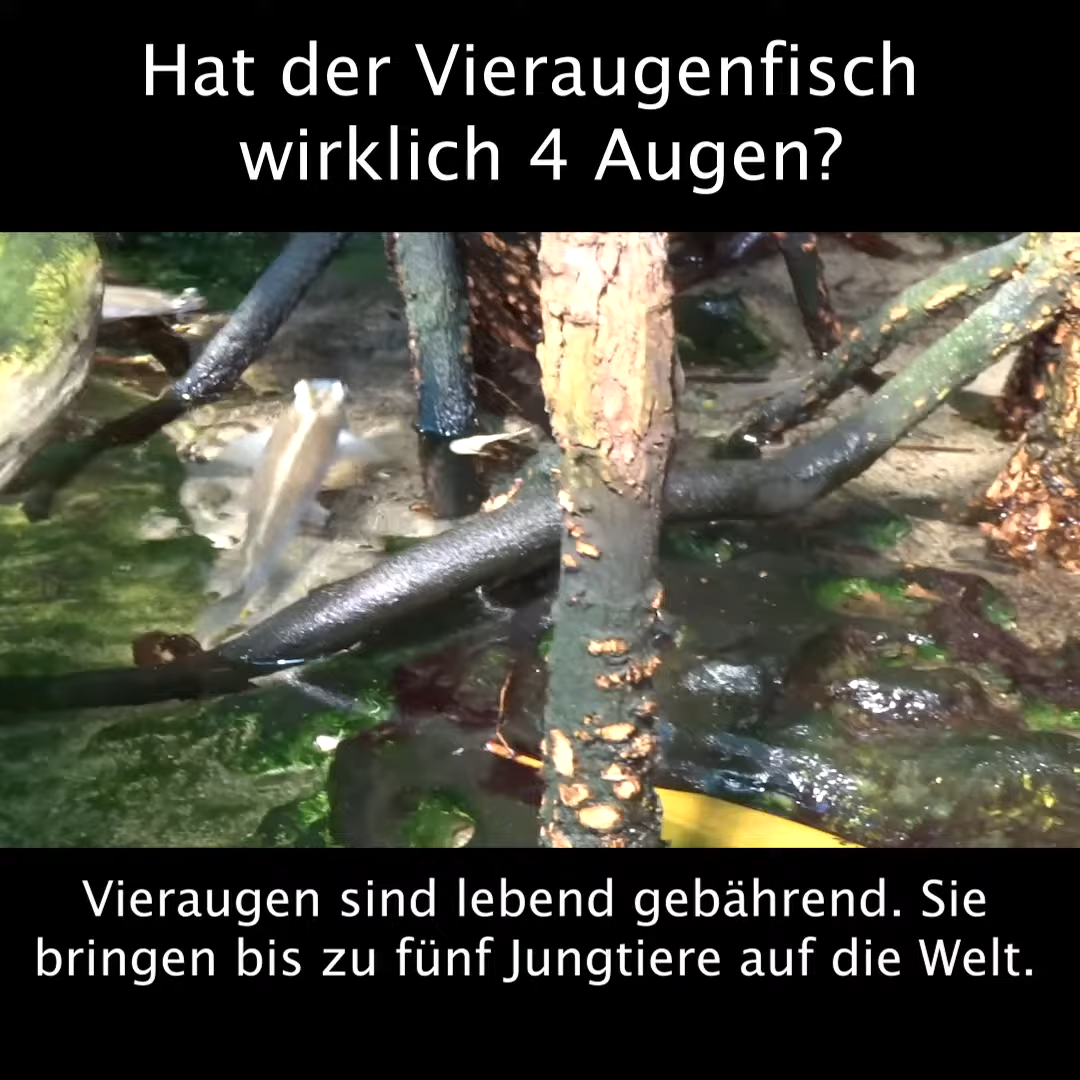 Hat der Vieraugenfisch
wirklich 4 Augen?
Vieraugen sind lebend gebährend. Sie
bringen bis zu fünf Jungtiere auf die Welt.